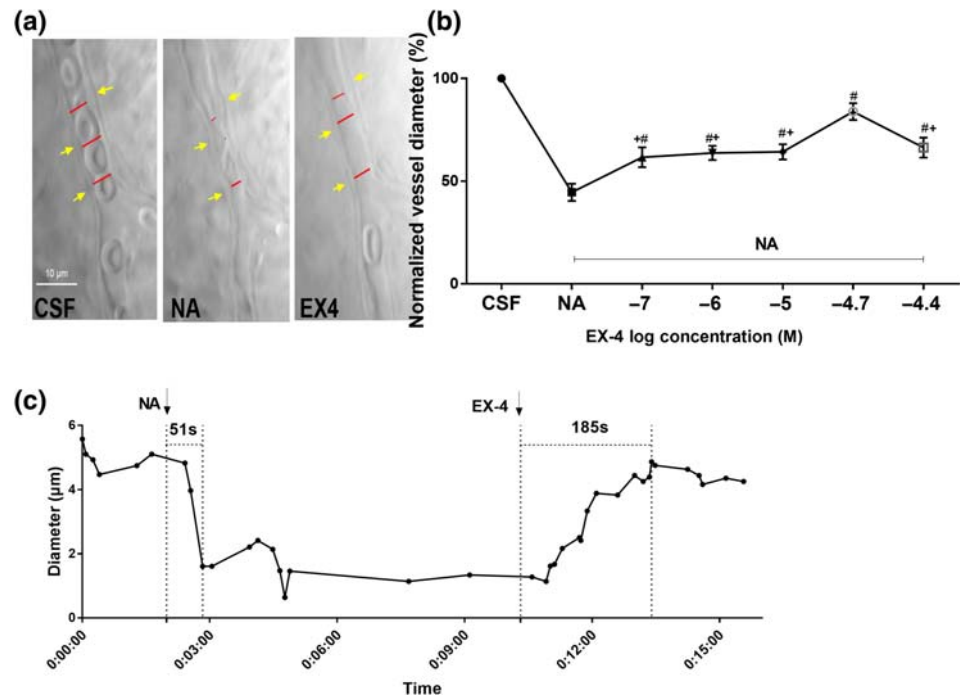 (a)
CSF
10 µm
NA
EX4
(b)
Normalized vessel diameter (%)
100
50
0
+#
#+
#+
#
#+
NA
CSF NA –7 –6 –5 –4.7 –4.4
EX-4 log concentration (M)
(c)
NA
EX-4
51s
185s
Diameter (µm)
6
4
2
0
0:00:00 0:03:00 0:06:00 0:09:00 0:12:00 0:15:00
Time